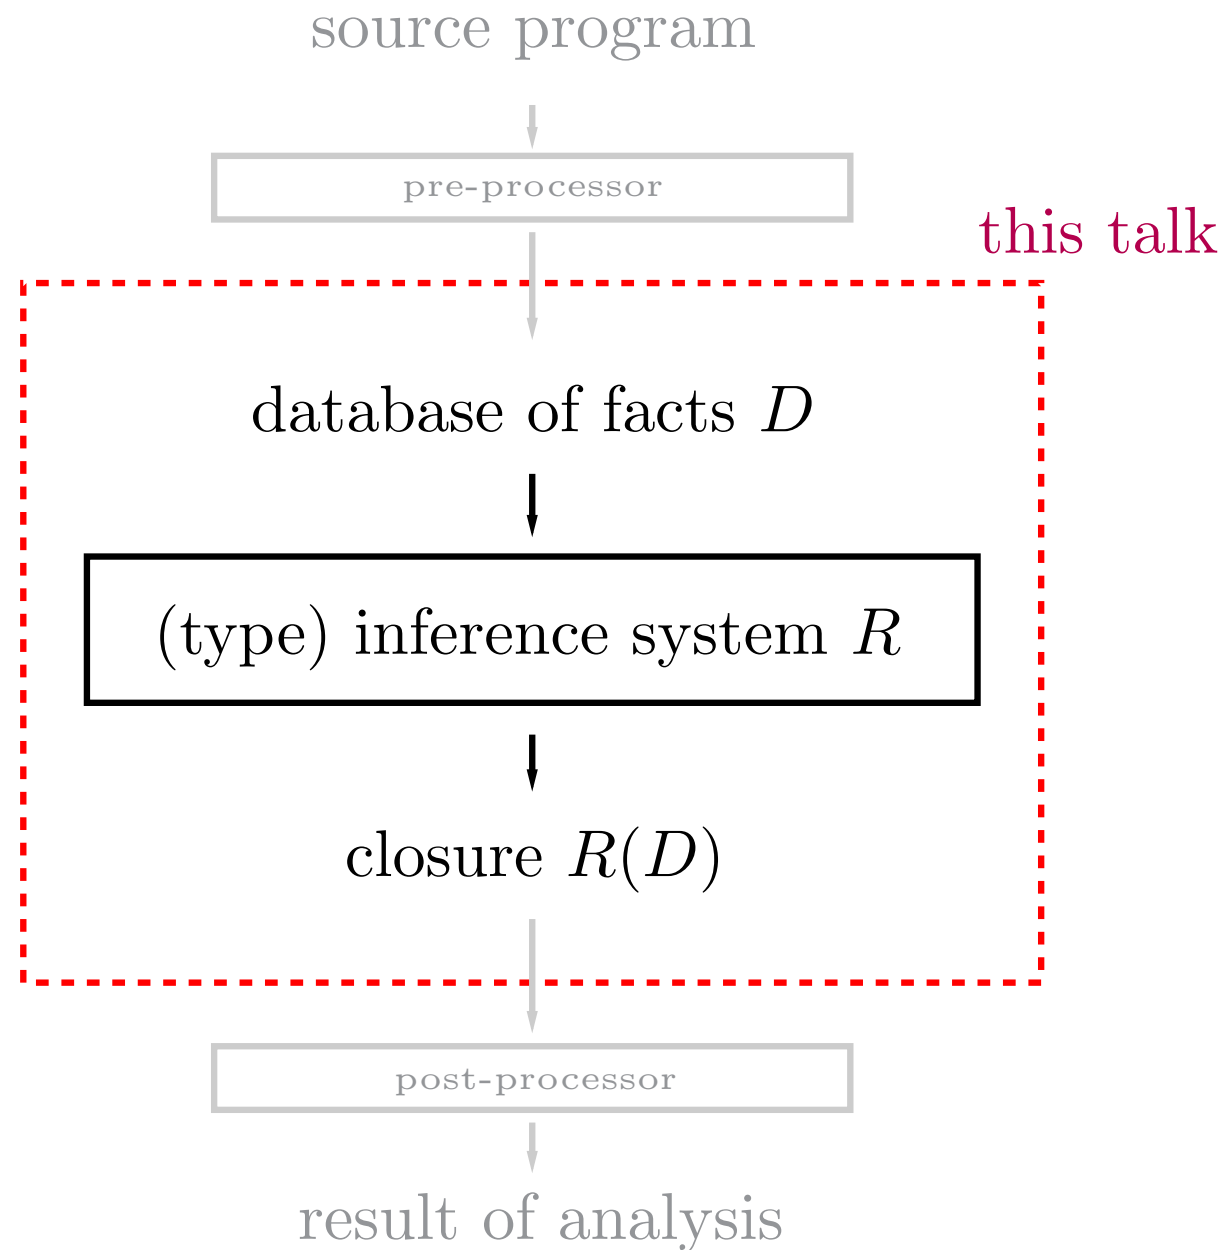 source program
pre-processor
this talk
database of facts D
(type) inference system R
closure R(D)
post-processor
result of analysis